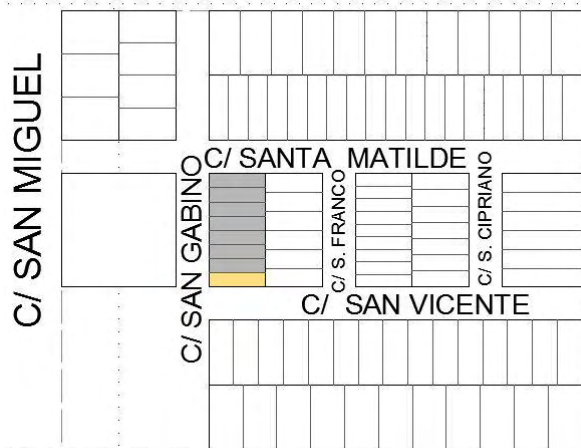 C/ SAN MIGUEL
C/ SAN GABINO
C/ SANTA MATILDE
C/ S. FRANCO
C/ S. CIPRIANO
C/ SAN VICENTE